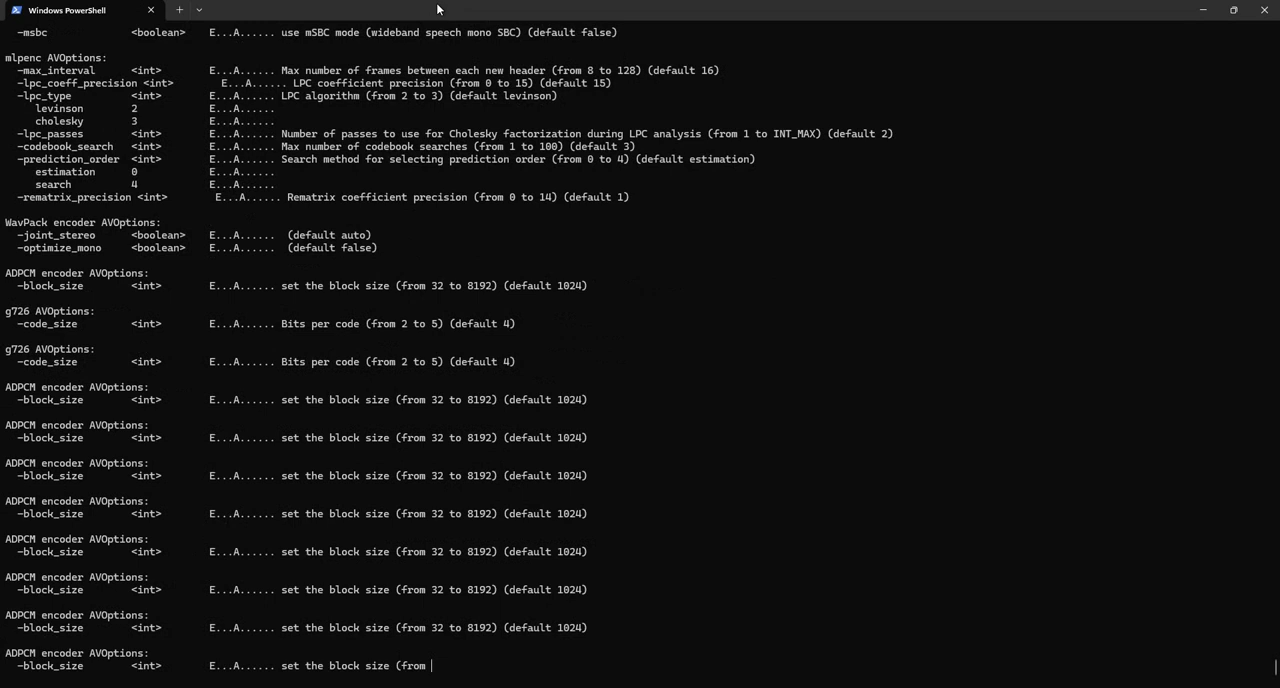 Windows PowerShell
-msbc <boolean> E...A...... use mSBC mode (wideband speech mono SBC) (default false)
mlpenc AVOptions:
-max_interval <int> E...A...... Max number of frames between each new header (from 8 to 128) (default 16)
-lpc_coeff_precision <int> E...A...... LPC coefficient precision (from 0 to 15) (default 15)
-lpc_type <int> E...A...... LPC algorithm (from 2 to 3) (default levinson)
levinson 2 E...A......
cholesky 3 E...A......
-lpc_passes <int> E...A...... Number of passes to use for Cholesky factorization during LPC analysis (from 1 to INT_MAX) (default 2)
-codebook_search <int> E...A...... Max number of codebook searches (from 1 to 100) (default 3)
-prediction_order <int> E...A...... Search method for selecting prediction order (from 0 to 4) (default estimation)
estimation 0 E...A......
search 4 E...A......
-rematrix_precision <int> E...A...... Rematrix coefficient precision (from 0 to 14) (default 1)
WavPack encoder AVOptions:
-joint_stereo <boolean> E...A...... (default auto)
-optimize_mono <boolean> E...A...... (default false)
ADPCM encoder AVOptions:
-block_size <int> E...A...... set the block size (from 32 to 8192) (default 1024)
g726 AVOptions:
-code_size <int> E...A...... Bits per code (from 2 to 5) (default 4)
g726 AVOptions:
-code_size <int> E...A...... Bits per code (from 2 to 5) (default 4)
ADPCM encoder AVOptions:
-block_size <int> E...A...... set the block size (from 32 to 8192) (default 1024)
ADPCM encoder AVOptions:
-block_size <int> E...A...... set the block size (from 32 to 8192) (default 1024)
ADPCM encoder AVOptions:
-block_size <int> E...A...... set the block size (from 32 to 8192) (default 1024)
ADPCM encoder AVOptions:
-block_size <int> E...A...... set the block size (from 32 to 8192) (default 1024)
ADPCM encoder AVOptions:
-block_size <int> E...A...... set the block size (from 32 to 8192) (default 1024)
ADPCM encoder AVOptions:
-block_size <int> E...A...... set the block size (from 32 to 8192) (default 1024)
ADPCM encoder AVOptions:
-block_size <int> E...A...... set the block size (from 32 to 8192) (default 1024)
ADPCM encoder AVOptions:
-block_size <int> E...A...... set the block size (from